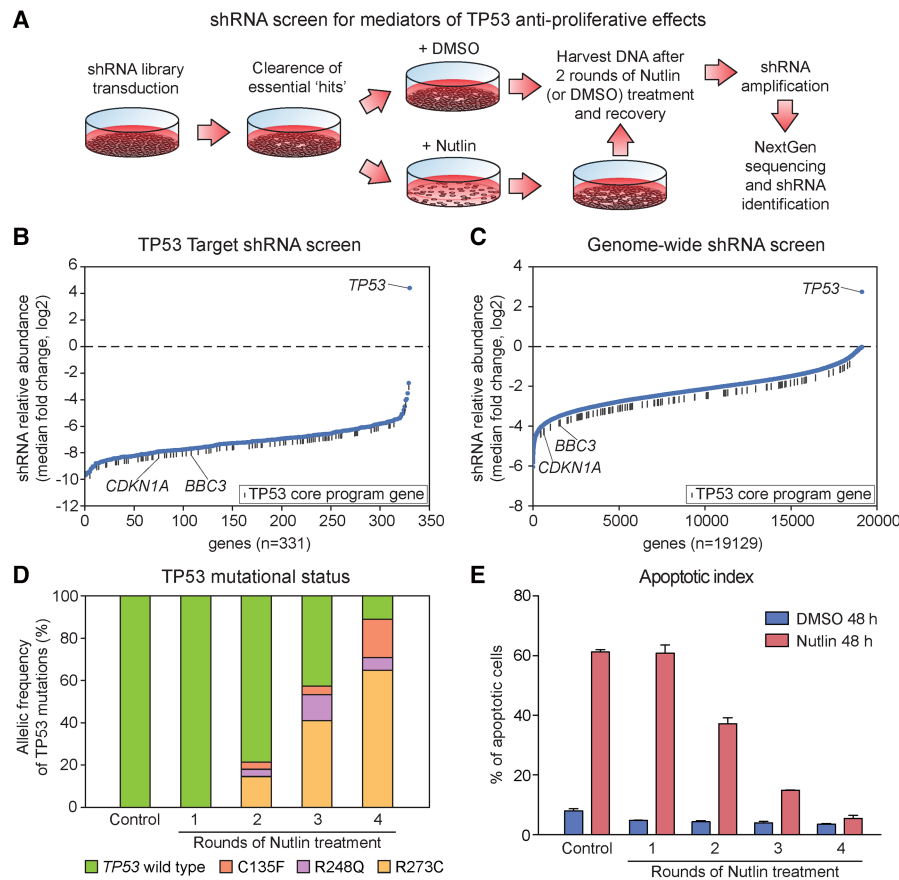 A
shRNA screen for mediators of TP53 anti-proliferative effects
shRNA library
transduction
Clearence of
essential ‘hits’
+ DMSO
+ Nutlin
Harvest DNA after
2 rounds of Nutlin
(or DMSO) treatment
and recovery
shRNA
amplification
NextGen
sequencing
and shRNA
identification
B
TP53 Target shRNA screen
shRNA relative abundance
(median fold change, log2)
6
4
2
0
-2
-4
-6
-8
-10
-12
TP53
CDKN1A
BBC3
TP53 core program gene
0 50 100 150 200 250 300 350
genes (n=331)
C
Genome-wide shRNA screen
shRNA relative abundance
(median fold change, log2)
4
2
0
-2
-4
-6
-8
TP53
BBC3
CDKN1A
TP53 core program gene
0 5000 10000 15000 20000
genes (n=19129)
D
TP53 mutational status
Allelic frequency
of TP53 mutations (%)
100
80
60
40
20
0
Control 1 2 3 4
Rounds of Nutlin treatment
TP53 wild type C135F R248Q R273C
E
Apoptotic index
% of apoptotic cells
80
60
40
20
0
DMSO 48 h
Nutlin 48 h
Control 1 2 3 4
Rounds of Nutlin treatment